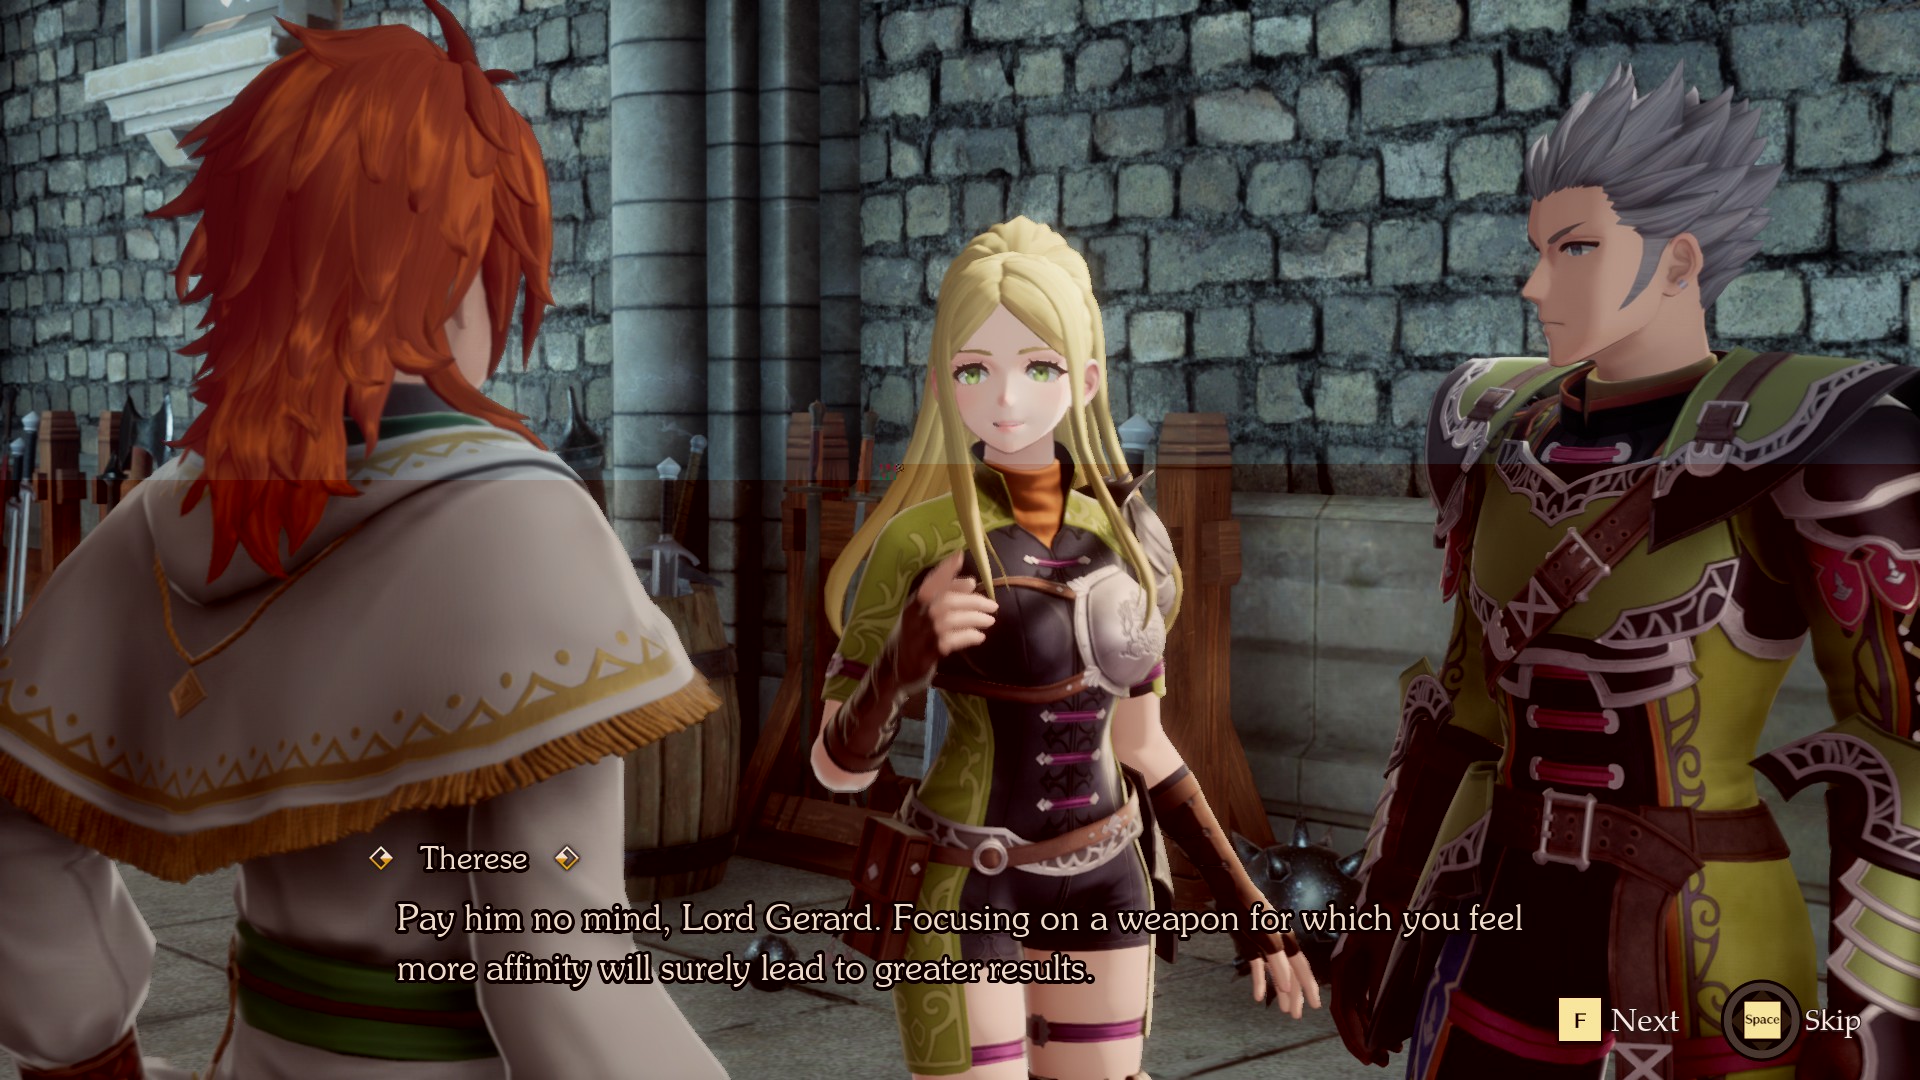 Therese
Pay him no mind, Lord Gerard. Focusing on a weapon for which you feel
more affinity will surely lead to greater results.
F Next Space Skip